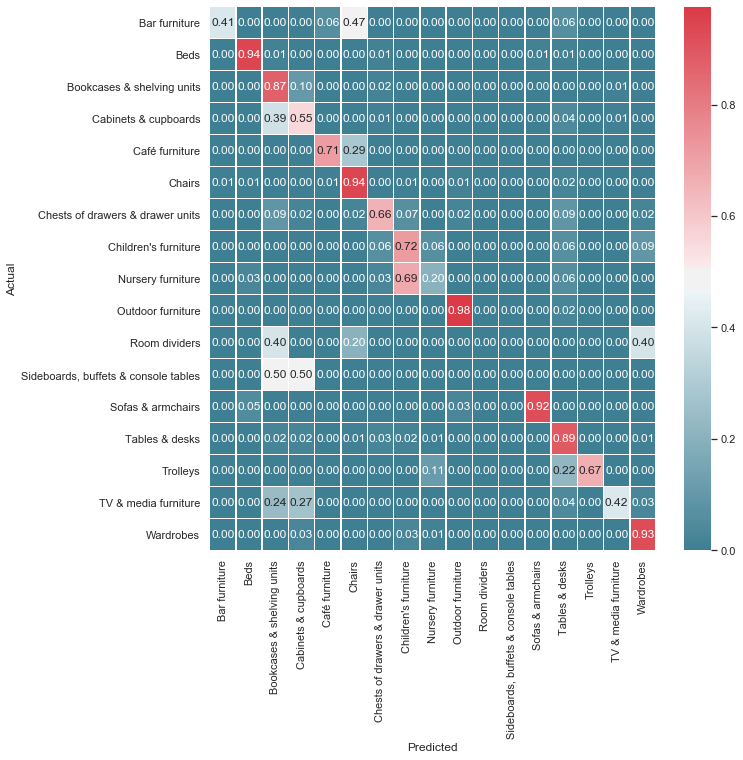 Bar furniture 0.41 0.00 0.00 0.00 0.06 0.47 0.00 0.00 0.00 0.00 0.00 0.00 0.00 0.06 0.00 0.00 0.00
Beds 0.00 0.94 0.01 0.00 0.00 0.00 0.01 0.00 0.00 0.00 0.00 0.00 0.01 0.01 0.00 0.00 0.00
0.8
Bookcases & shelving units 0.00 0.00 0.87 0.10 0.00 0.00 0.02 0.00 0.00 0.00 0.00 0.00 0.00 0.00 0.00 0.01 0.00
Cabinets & cupboards 0.00 0.00 0.39 0.55 0.00 0.00 0.01 0.00 0.00 0.00 0.00 0.00 0.00 0.04 0.00 0.01 0.00
Café furniture 0.00 0.00 0.00 0.00 0.71 0.29 0.00 0.00 0.00 0.00 0.00 0.00 0.00 0.00 0.00 0.00 0.00
Chairs 0.01 0.01 0.00 0.00 0.01 0.94 0.00 0.01 0.00 0.01 0.00 0.00 0.00 0.02 0.00 0.00 0.00
0.6
Chests of drawers & drawer units 0.00 0.00 0.09 0.02 0.00 0.02 0.66 0.07 0.00 0.02 0.00 0.00 0.00 0.09 0.00 0.00 0.02
Children's furniture 0.00 0.00 0.00 0.00 0.00 0.00 0.06 0.72 0.06 0.00 0.00 0.00 0.00 0.06 0.00 0.00 0.09
Actual
Nursery furniture 0.00 0.03 0.00 0.00 0.00 0.00 0.03 0.69 0.20 0.00 0.00 0.00 0.00 0.06 0.00 0.00 0.00
Outdoor furniture 0.00 0.00 0.00 0.00 0.00 0.00 0.00 0.00 0.00 0.98 0.00 0.00 0.00 0.02 0.00 0.00 0.00
0.4
Room dividers 0.00 0.00 0.40 0.00 0.00 0.20 0.00 0.00 0.00 0.00 0.00 0.00 0.00 0.00 0.00 0.00 0.40
Sideboards, buffets & console tables 0.00 0.00 0.50 0.50 0.00 0.00 0.00 0.00 0.00 0.00 0.00 0.00 0.00 0.00 0.00 0.00 0.00
Sofas & armchairs 0.00 0.05 0.00 0.00 0.00 0.00 0.00 0.00 0.00 0.03 0.00 0.00 0.92 0.00 0.00 0.00 0.00
Tables & desks 0.00 0.00 0.02 0.02 0.00 0.01 0.03 0.02 0.01 0.00 0.00 0.00 0.00 0.89 0.00 0.00 0.01
0.2
Trolleys 0.00 0.00 0.00 0.00 0.00 0.00 0.00 0.00 0.11 0.00 0.00 0.00 0.00 0.22 0.67 0.00 0.00
TV & media furniture 0.00 0.00 0.24 0.27 0.00 0.00 0.00 0.00 0.00 0.00 0.00 0.00 0.00 0.04 0.00 0.42 0.03
Wardrobes 0.00 0.00 0.00 0.03 0.00 0.00 0.00 0.03 0.01 0.00 0.00 0.00 0.00 0.00 0.00 0.00 0.93
0.0
Bar furniture
Beds
Bookcases & shelving units
Cabinets & cupboards
Café furniture
Chairs
Chests of drawers & drawer units
Children's furniture
Nursery furniture
Outdoor furniture
Room dividers
Sideboards, buffets & console tables
Sofas & armchairs
Tables & desks
Trolleys
TV & media furniture
Wardrobes
Predicted